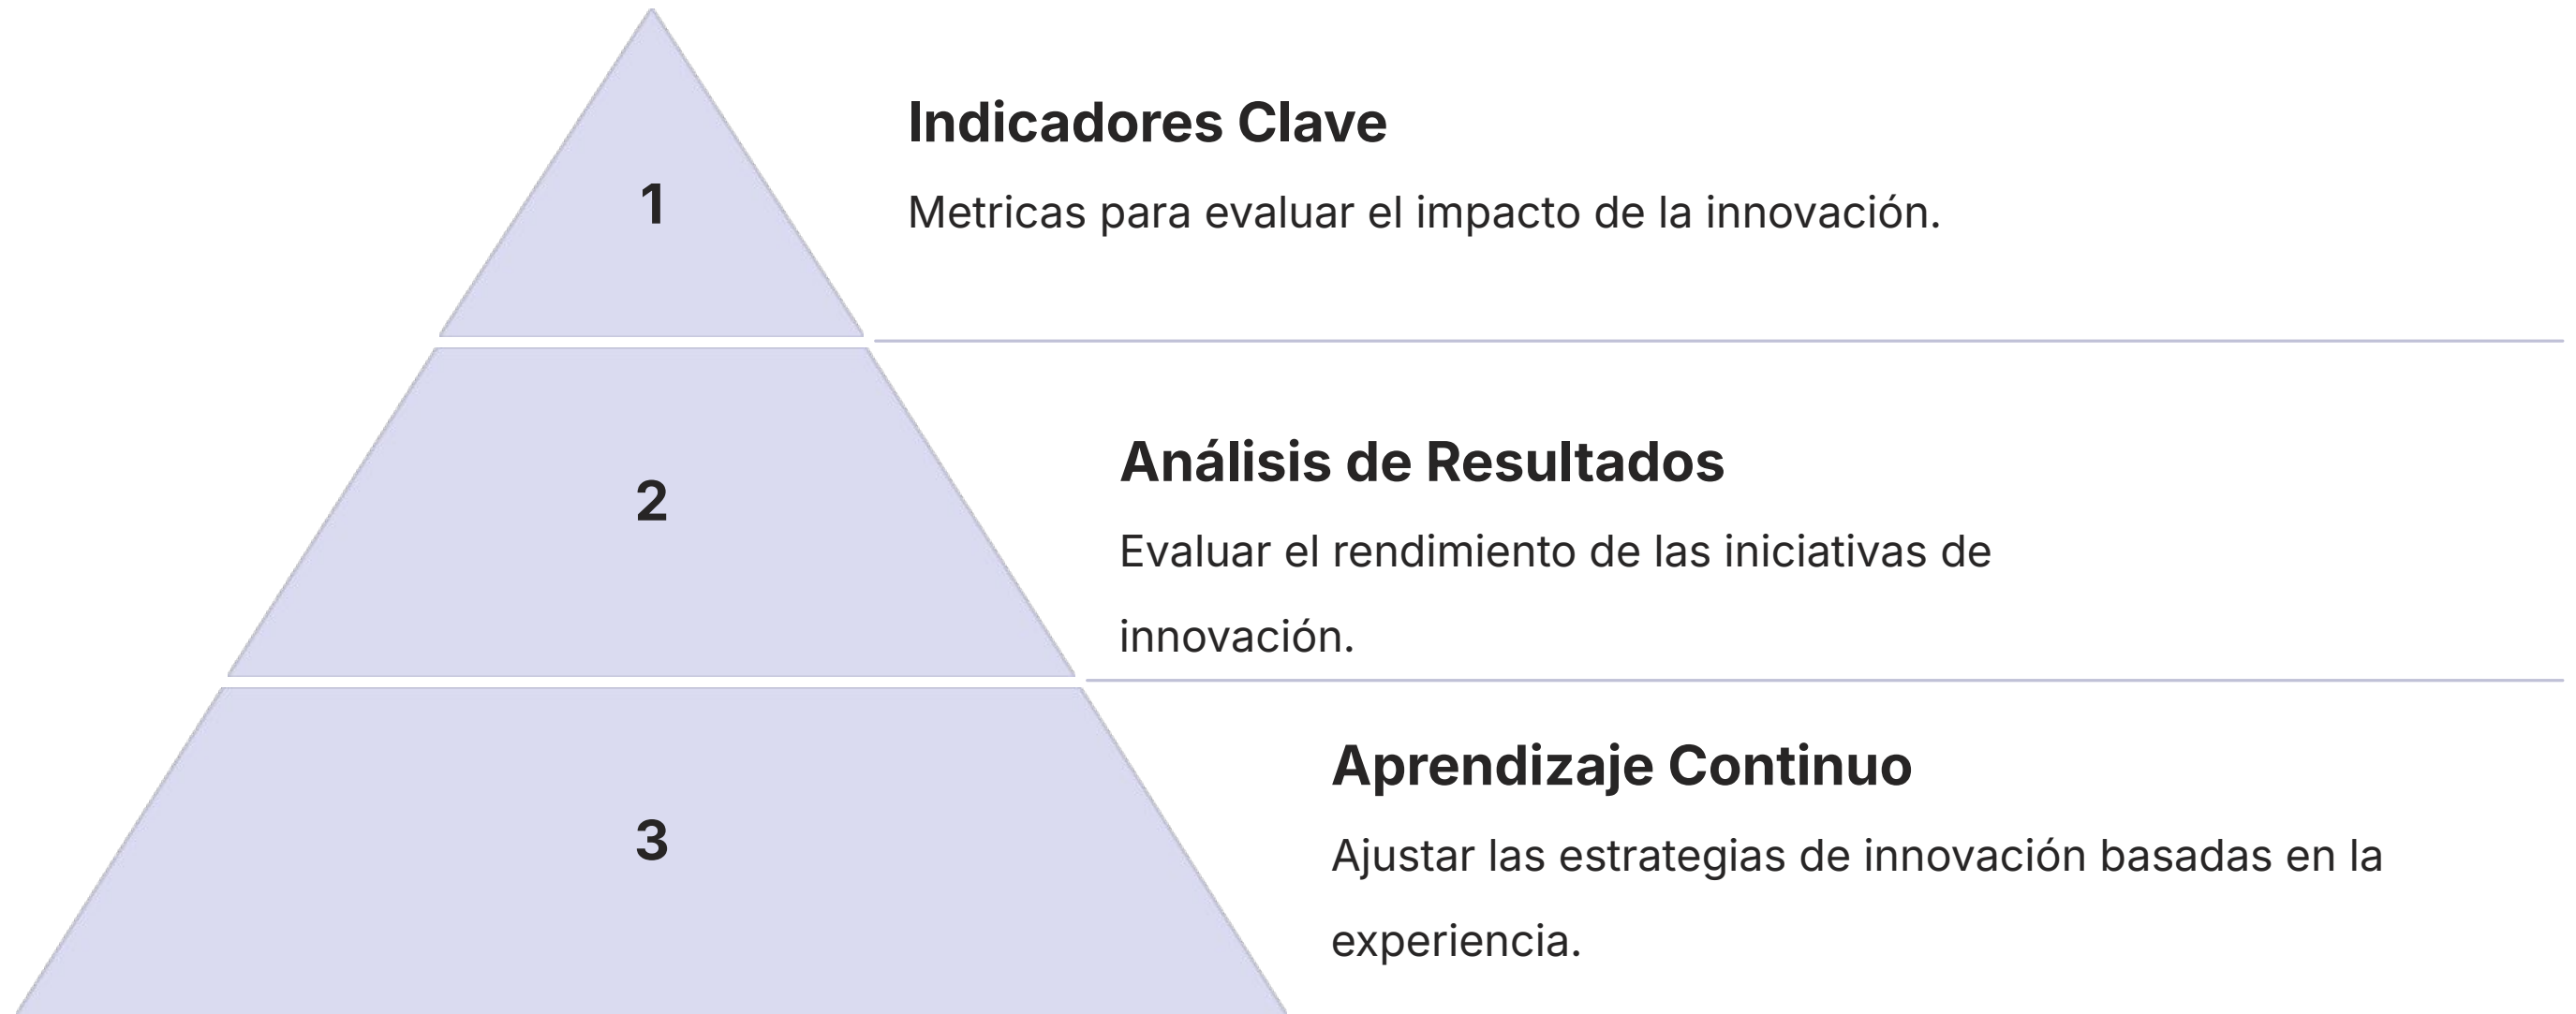 1
Indicadores Clave
Metricas para evaluar el impacto de la innovación.
2
Análisis de Resultados
Evaluar el rendimiento de las iniciativas de
innovación.
3
Aprendizaje Continuo
Ajustar las estrategias de innovación basadas en la
experiencia.